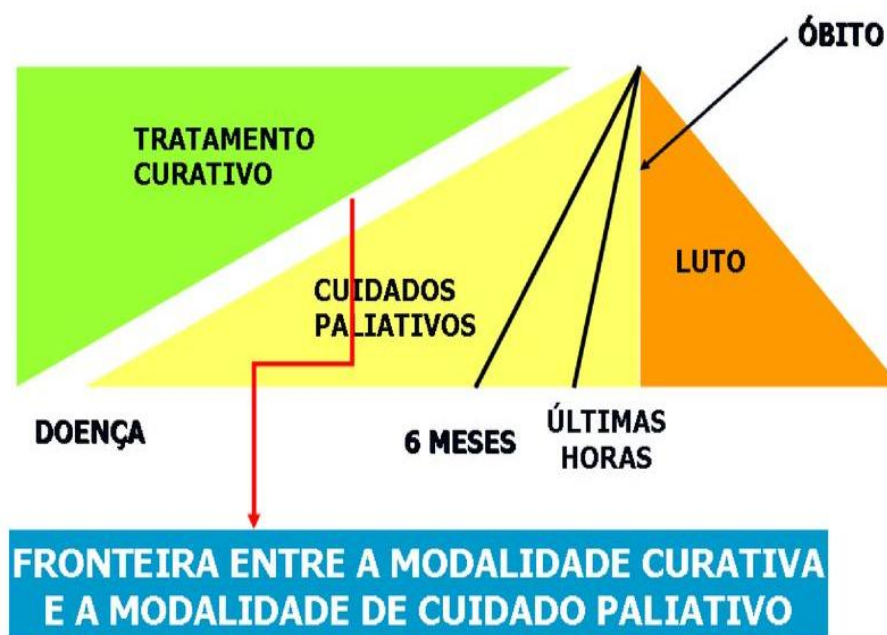 ÓBITO
TRATAMENTO
CURATIVO
LUTO
CUIDADOS
PALIATIVOS
DOENÇA
6 MESES
ÚLTIMAS
HORAS
FRONTEIRA ENTRE A MODALIDADE CURATIVA
E A MODALIDADE DE CUIDADO PALIATIVO